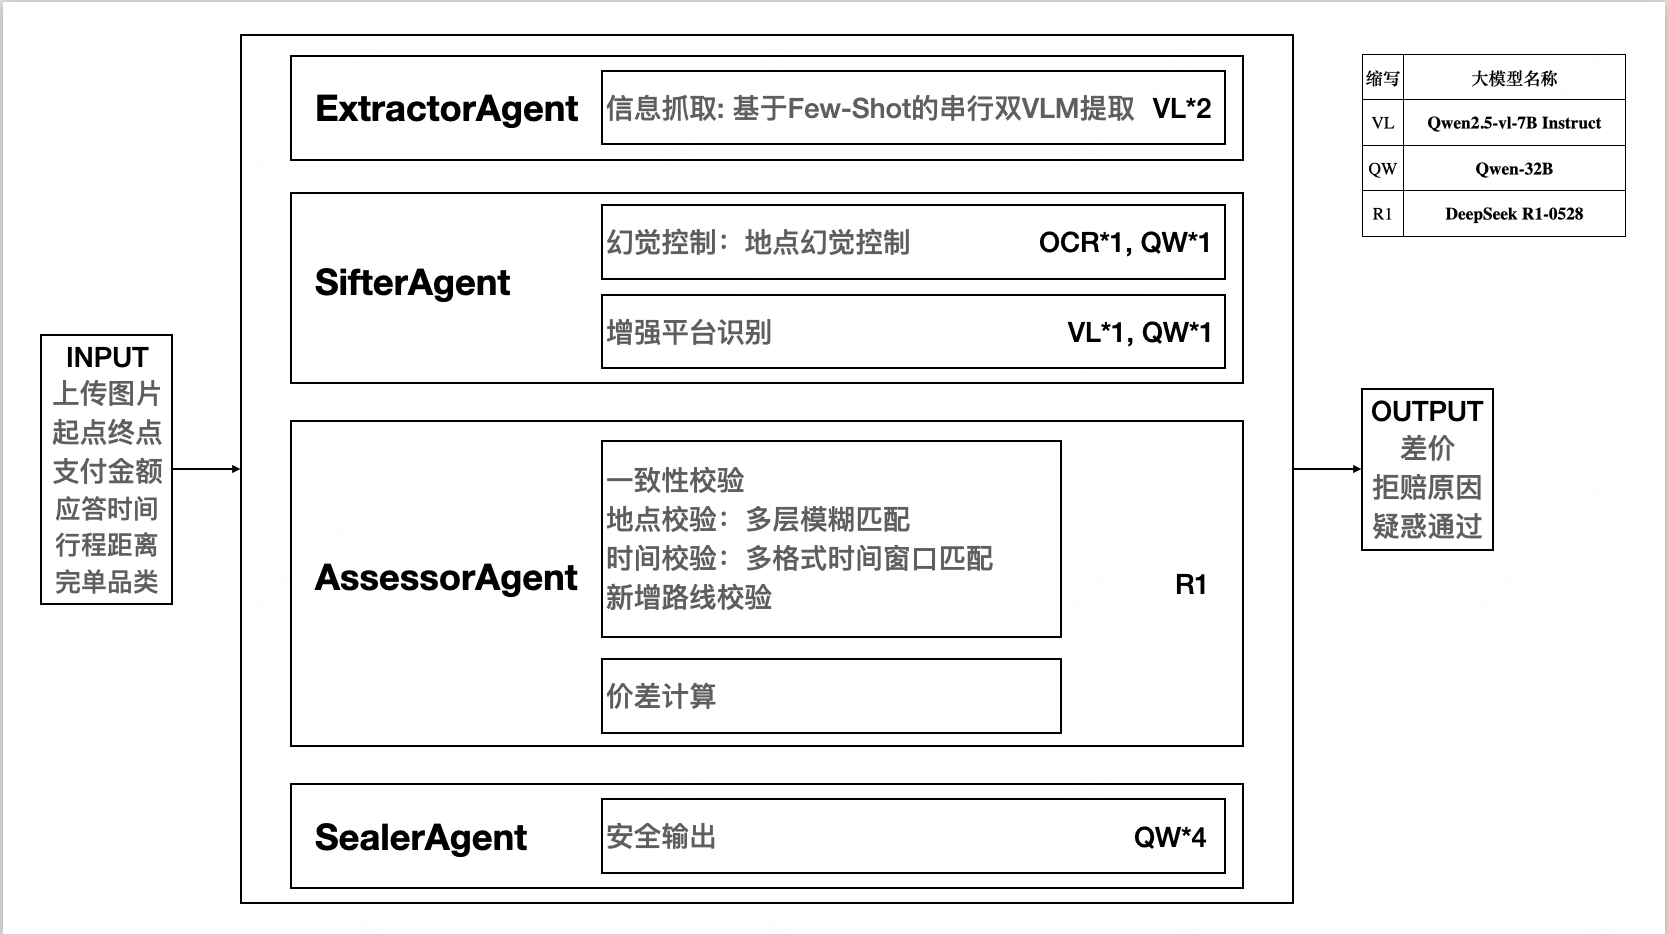 INPUT
上传图片
起点终点
支付金额
应答时间
行程距离
完单品类
ExtractorAgent
信息抓取: 基于Few-Shot的串行双VLM提取 VL*2
SifterAgent
幻觉控制：地点幻觉控制 OCR*1, QW*1
增强平台识别 VL*1, QW*1
AssessorAgent
一致性校验
地点校验：多层模糊匹配
时间校验：多格式时间窗口匹配
新增路线校验
R1
价差计算
SealerAgent
安全输出 QW*4
OUTPUT
差价
拒赔原因
疑惑通过
缩写 大模型名称
VL Qwen2.5-vl-7B Instruct
QW Qwen-32B
R1 DeepSeek R1-0528